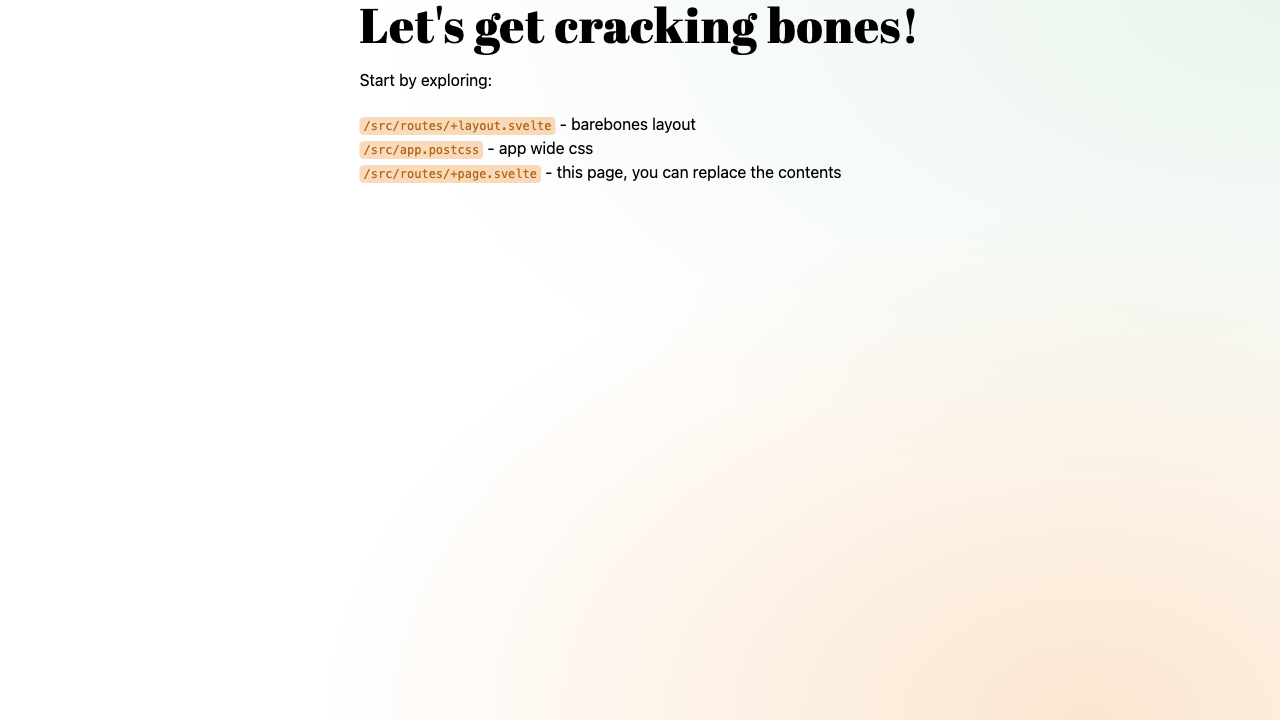 Let's get cracking bones!
Start by exploring:
/src/routes/+layout.svelte - barebones layout
/src/app.postcss - app wide css
/src/routes/+page.svelte - this page, you can replace the contents